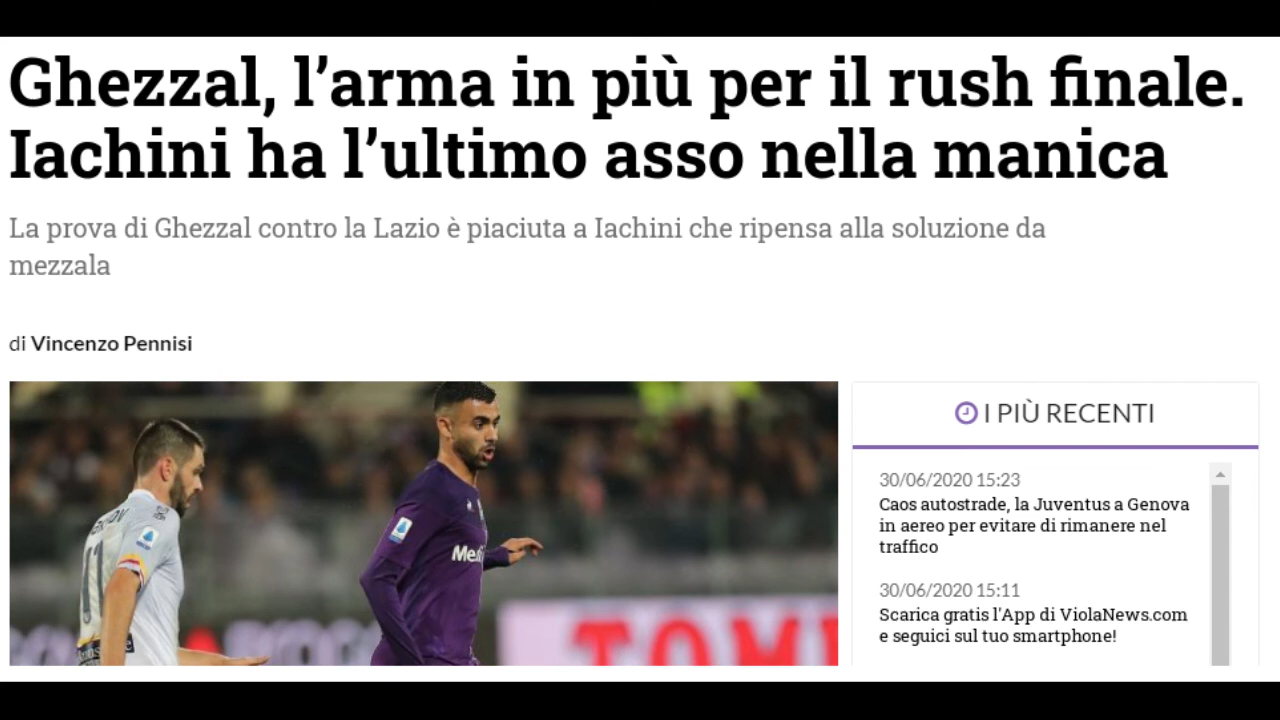 Ghezzal, l’arma in più per il rush finale.
Iachini ha l’ultimo asso nella manica
La prova di Ghezzal contro la Lazio è piaciuta a Iachini che ripensa alla soluzione da
mezzala
di Vincenzo Pennisi
I PIÙ RECENTI
30/06/2020 15:23
Caos autostrade, la Juventus a Genova
in aereo per evitare di rimanere nel
traffico
30/06/2020 15:11
Scarica gratis l'App di ViolaNews.com
e seguici sul tuo smartphone!
11